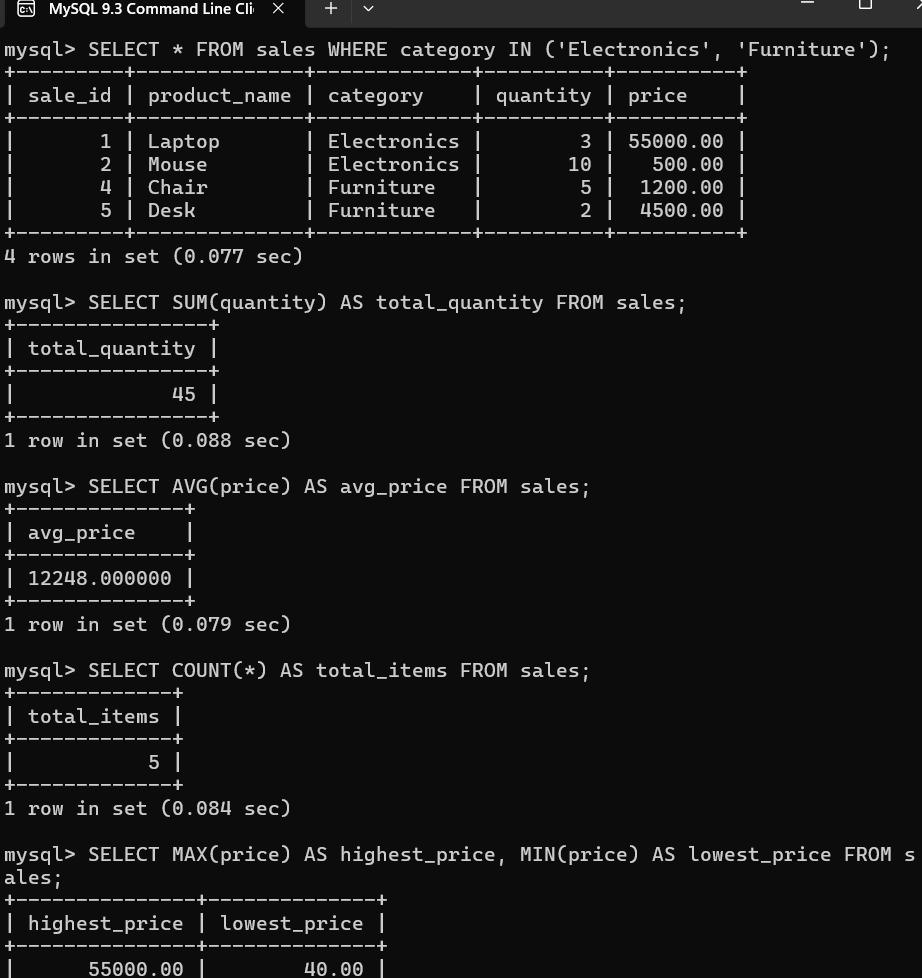 MySQL 9.3 Command Line Cli
mysql> SELECT * FROM sales WHERE category IN ('Electronics', 'Furniture');
+---------+--------------+-------------+----------+----------+
| sale_id | product_name | category    | quantity | price    |
+---------+--------------+-------------+----------+----------+
|       1 | Laptop       | Electronics |        3 | 55000.00 |
|       2 | Mouse        | Electronics |       10 |   500.00 |
|       4 | Chair        | Furniture   |        5 |  1200.00 |
|       5 | Desk         | Furniture   |        2 |  4500.00 |
+---------+--------------+-------------+----------+----------+
4 rows in set (0.077 sec)
mysql> SELECT SUM(quantity) AS total_quantity FROM sales;
+----------------+
| total_quantity |
+----------------+
|             45 |
+----------------+
1 row in set (0.088 sec)
mysql> SELECT AVG(price) AS avg_price FROM sales;
+--------------+
| avg_price    |
+--------------+
| 12248.000000 |
+--------------+
1 row in set (0.079 sec)
mysql> SELECT COUNT(*) AS total_items FROM sales;
+-------------+
| total_items |
+-------------+
|           5 |
+-------------+
1 row in set (0.084 sec)
mysql> SELECT MAX(price) AS highest_price, MIN(price) AS lowest_price FROM s
ales;
+---------------+--------------+
| highest_price | lowest_price |
+---------------+--------------+
|      55000.00 |        40.00 |